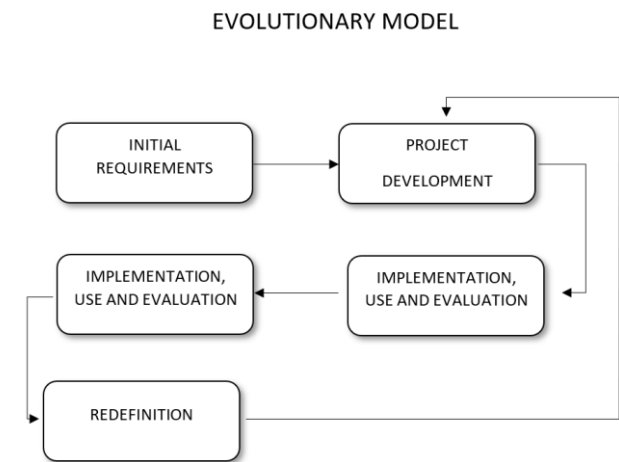 EVOLUTIONARY MODEL
INITIAL
REQUIREMENTS
PROJECT
DEVELOPMENT
IMPLEMENTATION,
USE AND EVALUATION
IMPLEMENTATION,
USE AND EVALUATION
REDEFINITION